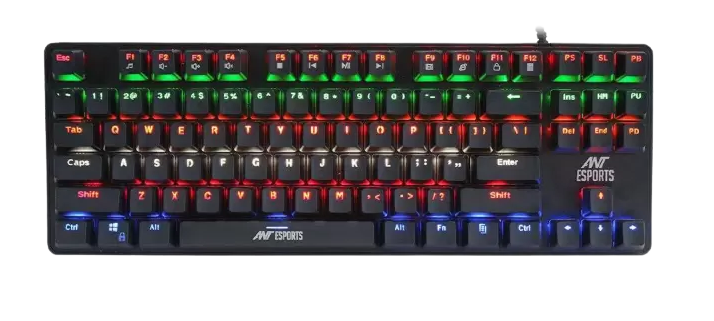 Esc F1 F2 F3 F4 F5 F6 F7 F8 F9 F10 F11 F12 PS SL PB
` ~ 1 ! 2 @ 3 # 4 $ 5 % 6 ^ 7 & 8 * 9 ( 0 ) - = + Ins HM PU
Tab Q W E R T Y U I O P [ { ] } \ | Del End PD
Caps A S D F G H J K L ; : ' " Enter
ANT
ESPORTS
Shift Z X C V B N M , < . > / ? Shift
Ctrl Alt ANT ESPORTS Alt Fn Ctrl